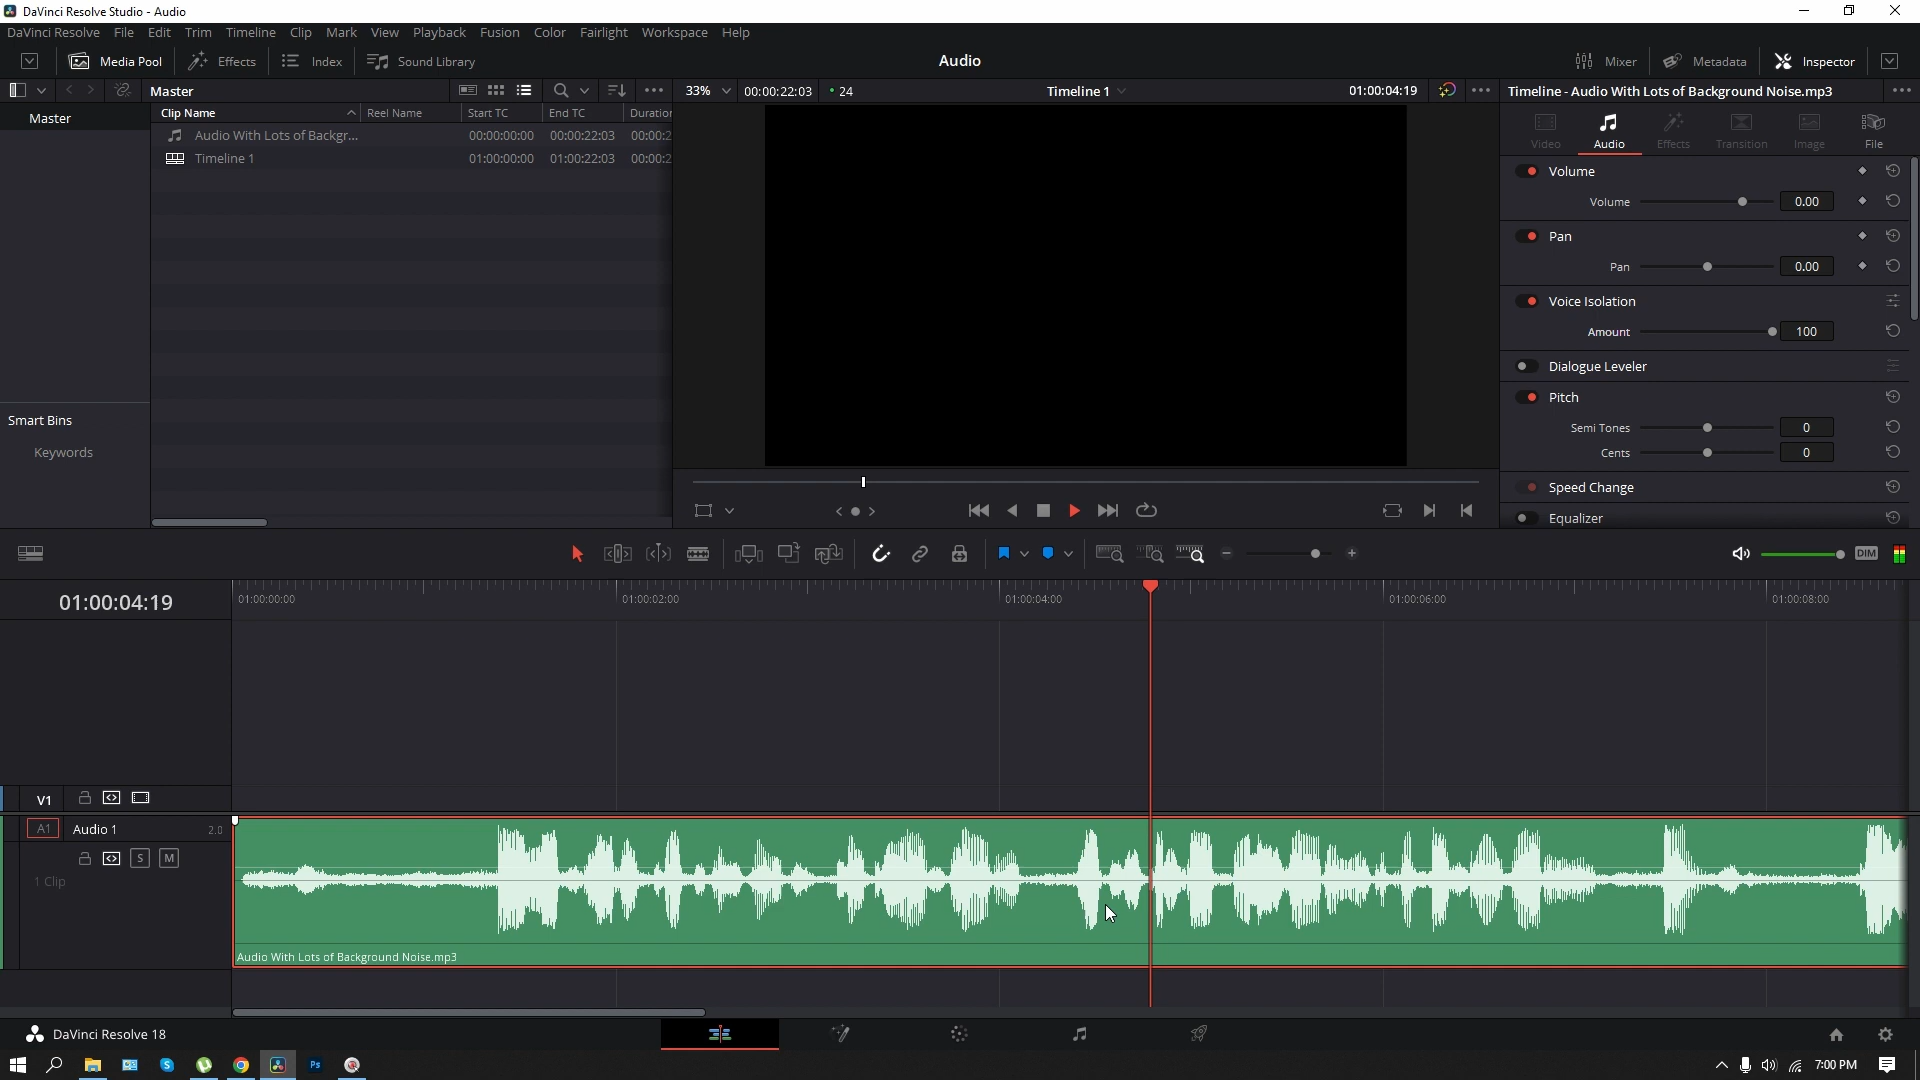 DaVinci Resolve Studio - Audio
DaVinci Resolve File Edit Trim Timeline Clip Mark View Playback Fusion Color Fairlight Workspace Help
Media Pool Effects Index Sound Library Audio Mixer Metadata Inspector
Master 33% 00:00:22:03 24 Timeline 1 01:00:04:19 Timeline - Audio With Lots of Background Noise.mp3
Master Clip Name Reel Name Start TC End TC Duration
Audio With Lots of Backgr... 00:00:00:00 00:00:22:03 00:00:2
Timeline 1 01:00:00:00 01:00:22:03 00:00:2
Video Audio Effects Transition Image File
Volume
Volume 0.00
Pan
Pan 0.00
Voice Isolation
Amount 100
Dialogue Leveler
Pitch
Semi Tones 0
Cents 0
Speed Change
Equalizer
Smart Bins
Keywords
DIM
01:00:04:19 01:00:00:00 01:00:02:00 01:00:04:00 01:00:06:00 01:00:08:00
V1
A1 Audio 1 2.0
S M
1 Clip
Audio With Lots of Background Noise.mp3
DaVinci Resolve 18
S Ps 7:00 PM